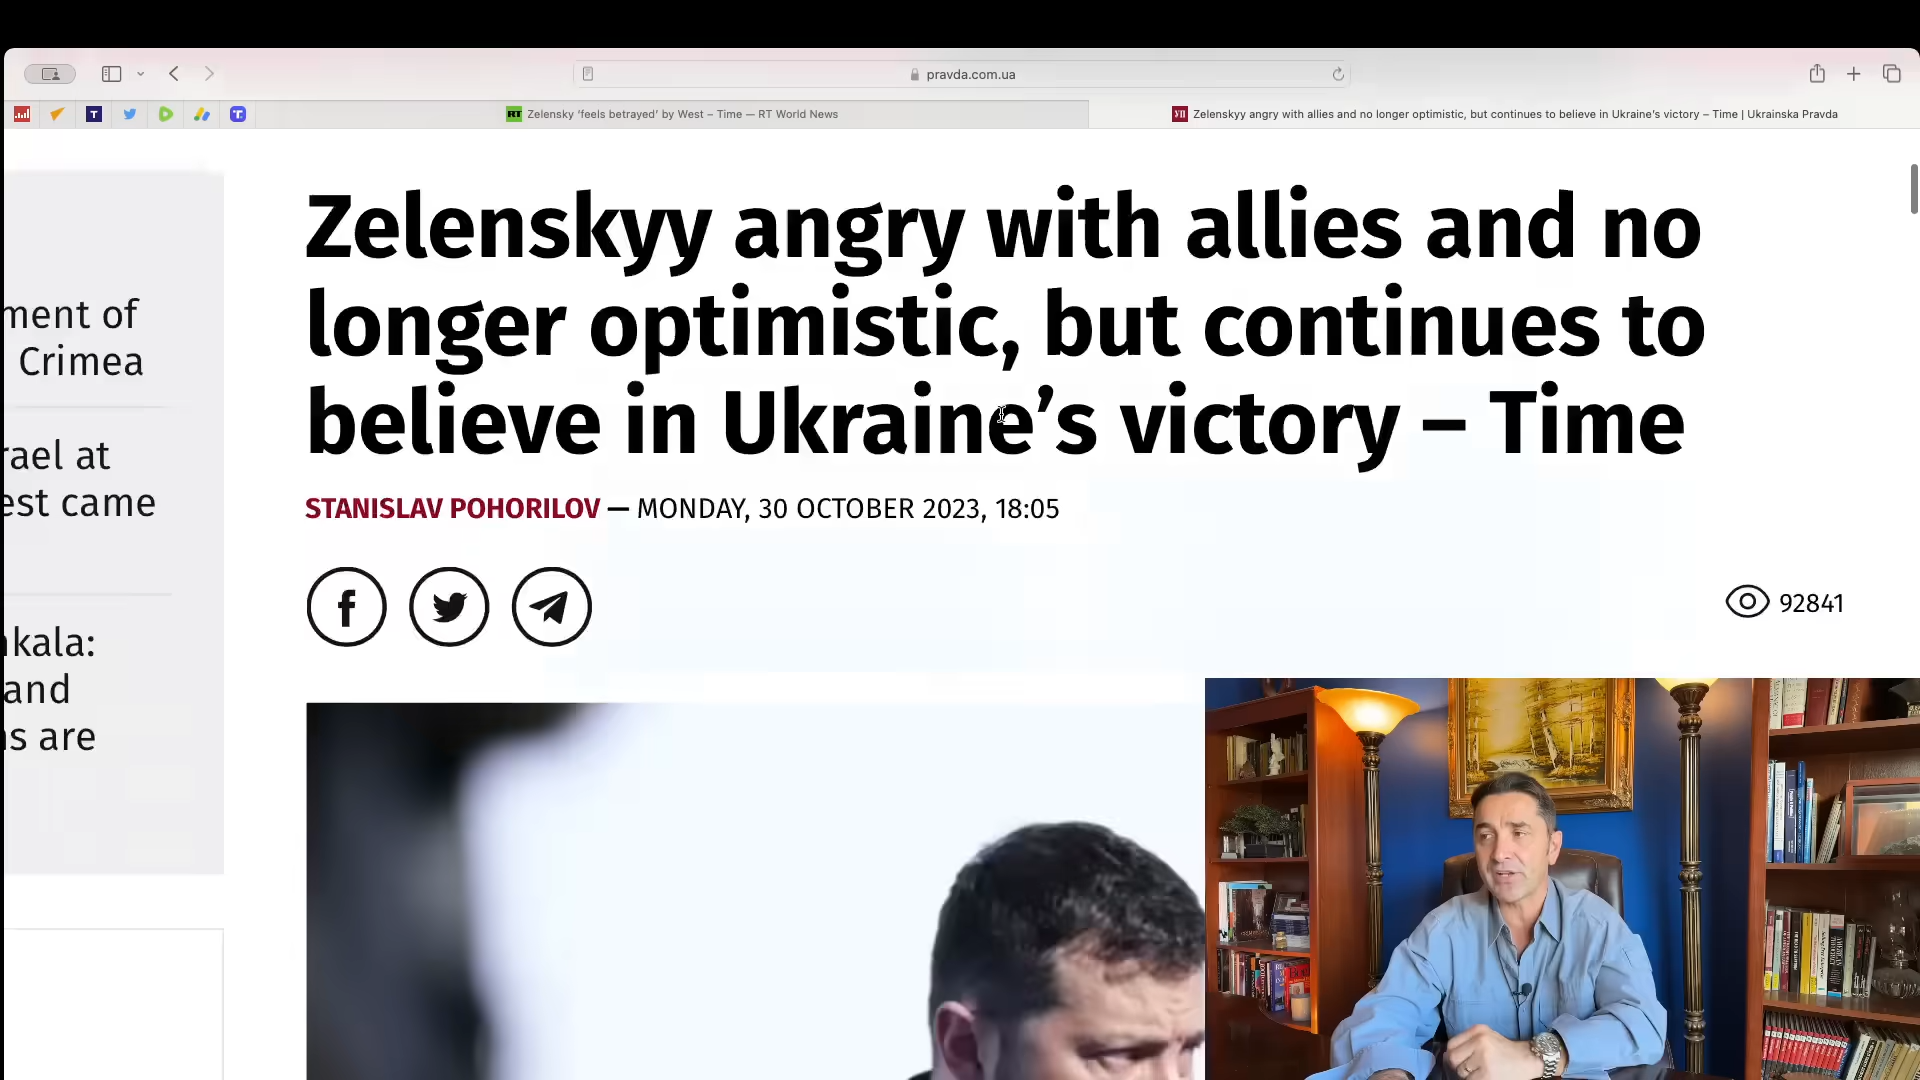 pravda.com.ua
RT Zelensky ‘feels betrayed’ by West – Time — RT World News
УП Zelenskyy angry with allies and no longer optimistic, but continues to believe in Ukraine’s victory – Time | Ukrainska Pravda
ment of
Crimea
rael at
est came
kala:
and
s are
Zelenskyy angry with allies and no
longer optimistic, but continues to
believe in Ukraine’s victory – Time
STANISLAV POHORILOV — MONDAY, 30 OCTOBER 2023, 18:05
92841